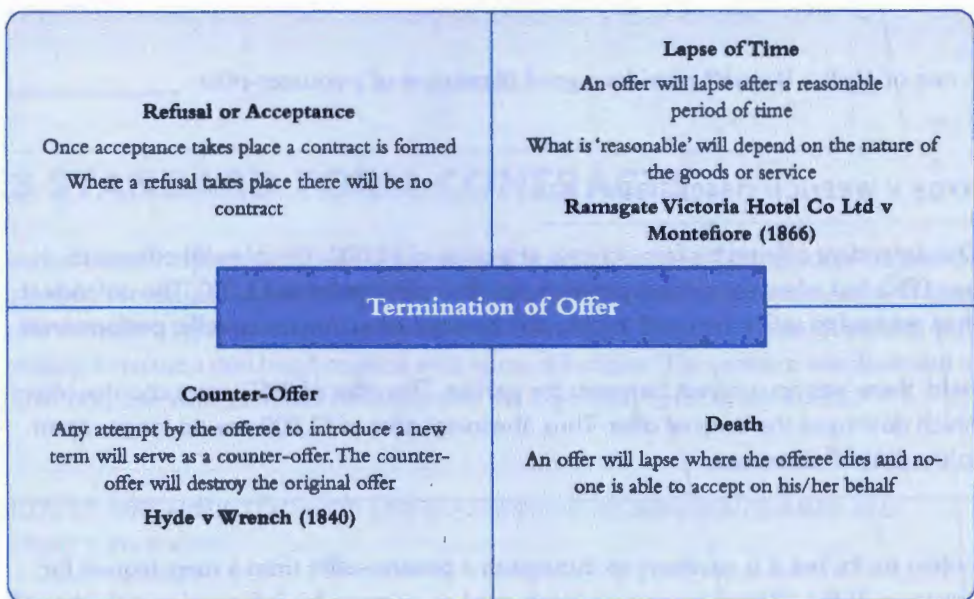 Refusal or Acceptance
Once acceptance takes place a contract is formed
Where a refusal takes place there will be no
contract
Lapse of Time
An offer will lapse after a reasonable
period of time
What is 'reasonable' will depend on the nature of
the goods or service
Ramsgate Victoria Hotel Co Ltd v
Montefiore (1866)
Termination of Offer
Counter-Offer
Any attempt by the offeree to introduce a new
term will serve as a counter-offer. The counter-
offer will destroy the original offer
Hyde v Wrench (1840)
Death
An offer will lapse where the offeree dies and no-
one is able to accept on his/her behalf